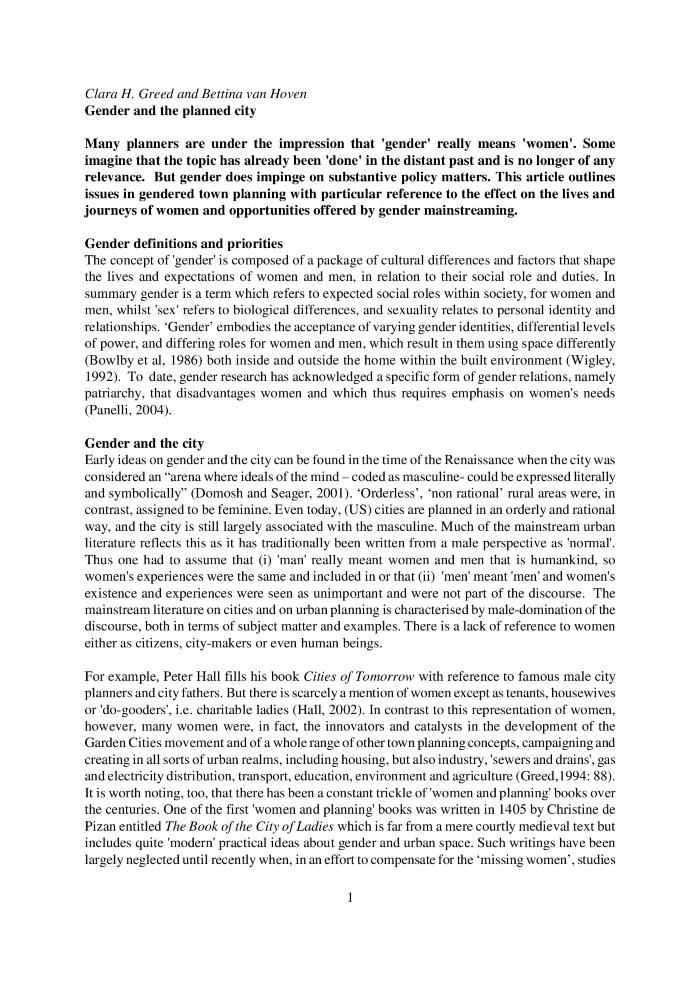 Clara H. Greed and Bettina van Hoven
Gender and the planned city
Many planners are under the impression that 'gender' really means 'women'. Some
imagine that the topic has already been 'done' in the distant past and is no longer of any
relevance. But gender does impinge on substantive policy matters. This article outlines
issues in gendered town planning with particular reference to the effect on the lives and
journeys of women and opportunities offered by gender mainstreaming.
Gender definitions and priorities
The concept of 'gender' is composed of a package of cultural differences and factors that shape
the lives and expectations of women and men, in relation to their social role and duties. In
summary gender is a term which refers to expected social roles within society, for women and
men, whilst 'sex' refers to biological differences, and sexuality relates to personal identity and
relationships. ‘Gender’ embodies the acceptance of varying gender identities, differential levels
of power, and differing roles for women and men, which result in them using space differently
(Bowlby et al, 1986) both inside and outside the home within the built environment (Wigley,
1992). To date, gender research has acknowledged a specific form of gender relations, namely
patriarchy, that disadvantages women and which thus requires emphasis on women's needs
(Panelli, 2004).
Gender and the city
Early ideas on gender and the city can be found in the time of the Renaissance when the city was
considered an “arena where ideals of the mind – coded as masculine- could be expressed literally
and symbolically” (Domosh and Seager, 2001). ‘Orderless’, ‘non rational’ rural areas were, in
contrast, assigned to be feminine. Even today, (US) cities are planned in an orderly and rational
way, and the city is still largely associated with the masculine. Much of the mainstream urban
literature reflects this as it has traditionally been written from a male perspective as 'normal'.
Thus one had to assume that (i) 'man' really meant women and men that is humankind, so
women's experiences were the same and included in or that (ii) 'men' meant 'men' and women's
existence and experiences were seen as unimportant and were not part of the discourse. The
mainstream literature on cities and on urban planning is characterised by male-domination of the
discourse, both in terms of subject matter and examples. There is a lack of reference to women
either as citizens, city-makers or even human beings.
For example, Peter Hall fills his book Cities of Tomorrow with reference to famous male city
planners and city fathers. But there is scarcely a mention of women except as tenants, housewives
or 'do-gooders', i.e. charitable ladies (Hall, 2002). In contrast to this representation of women,
however, many women were, in fact, the innovators and catalysts in the development of the
Garden Cities movement and of a whole range of other town planning concepts, campaigning and
creating in all sorts of urban realms, including housing, but also industry, 'sewers and drains', gas
and electricity distribution, transport, education, environment and agriculture (Greed,1994: 88).
It is worth noting, too, that there has been a constant trickle of 'women and planning' books over
the centuries. One of the first 'women and planning' books was written in 1405 by Christine de
Pizan entitled The Book of the City of Ladies which is far from a mere courtly medieval text but
includes quite 'modern' practical ideas about gender and urban space. Such writings have been
largely neglected until recently when, in an effort to compensate for the ‘missing women’, studies
1